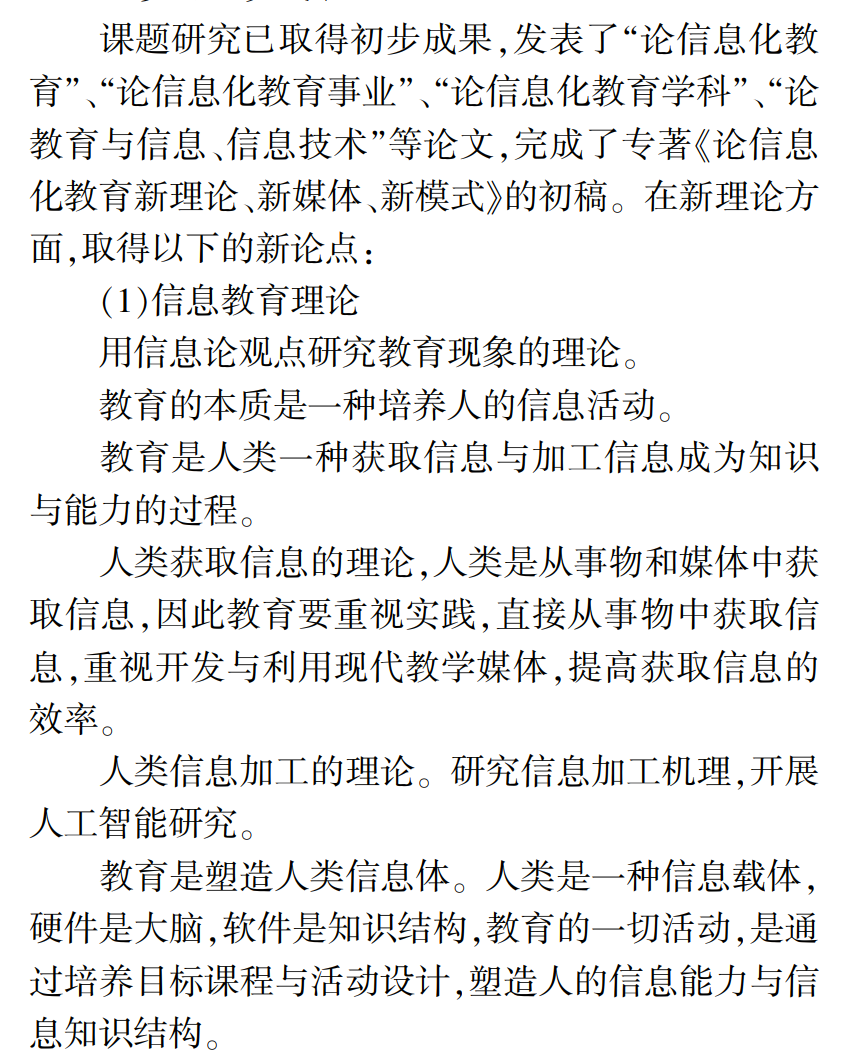 课题研究已取得初步成果,发表了“论信息化教
育”、“论信息化教育事业”、“论信息化教育学科”、“论
教育与信息、信息技术”等论文,完成了专著《论信息
化教育新理论、新媒体、新模式》的初稿。在新理论方
面,取得以下的新论点:
(1)信息教育理论
用信息论观点研究教育现象的理论。
教育的本质是一种培养人的信息活动。
教育是人类一种获取信息与加工信息成为知识
与能力的过程。
人类获取信息的理论,人类是从事物和媒体中获
取信息,因此教育要重视实践,直接从事物中获取信
息,重视开发与利用现代教学媒体,提高获取信息的
效率。
人类信息加工的理论。研究信息加工机理,开展
人工智能研究。
教育是塑造人类信息体。人类是一种信息载体,
硬件是大脑,软件是知识结构,教育的一切活动,是通
过培养目标课程与活动设计,塑造人的信息能力与信
息知识结构。